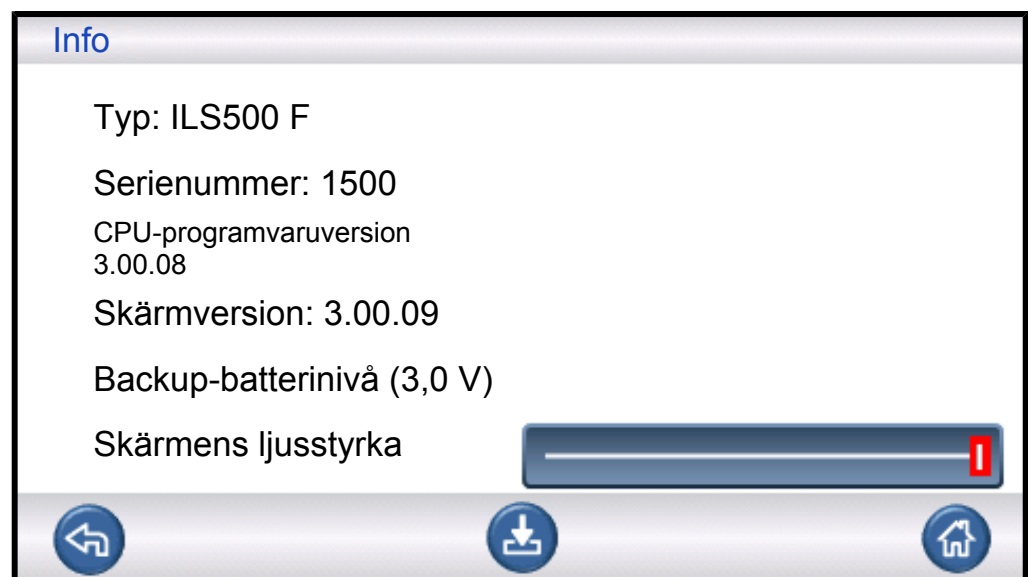 Info
Typ: ILS500 F
Serienummer: 1500
CPU-programvaruversion
3.00.08
Skärmversion: 3.00.09
Backup-batterinivå (3,0 V)
Skärmens ljusstyrka